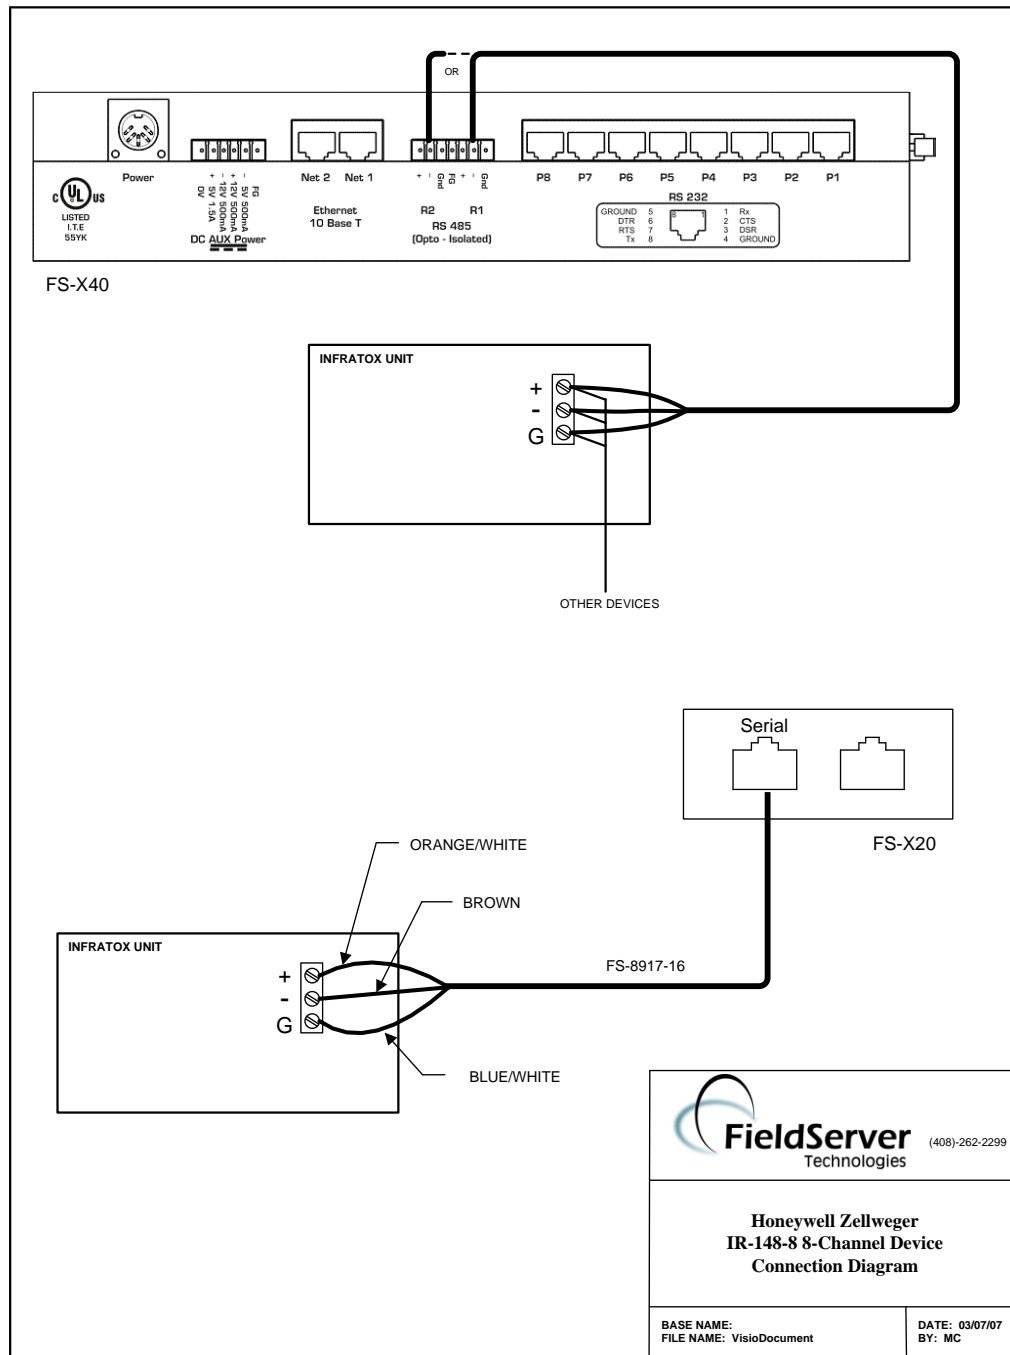 OR
Power
C UL US
LISTED
I.T.E
55YK
+ - + - FG
0V 5V 1.5A +12V 500mA -12V 500mA 5V 500mA
DC AUX Power
Net 2 Net 1
Ethernet
10 Base T
+ - Gnd FG + - Gnd
R2 R1
RS 485
(Opto - Isolated)
P8 P7 P6 P5 P4 P3 P2 P1
RS 232
GROUND 5 8 1 1 Rx
DTR 6 2 CTS
RTS 7 3 DSR
Tx 8 4 GROUND
FS-X40
INFRATOX UNIT
+
-
G
OTHER DEVICES
Serial
FS-X20
ORANGE/WHITE
BROWN
INFRATOX UNIT
+
-
G
FS-8917-16
BLUE/WHITE
FieldServer
Technologies
(408)-262-2299
Honeywell Zellweger
IR-148-8 8-Channel Device
Connection Diagram
BASE NAME:
FILE NAME: VisioDocument
DATE: 03/07/07
BY: MC